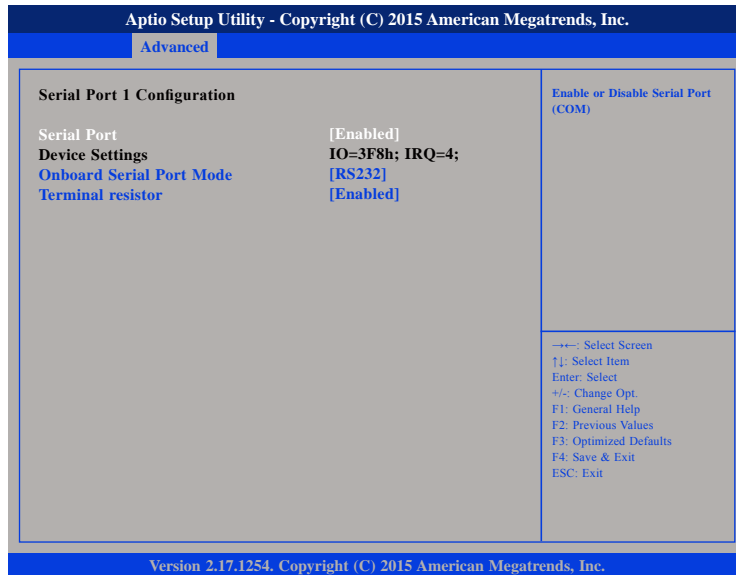 Aptio Setup Utility - Copyright (C) 2015 American Megatrends, Inc.
Advanced
Serial Port 1 Configuration
Serial Port [Enabled]
Device Settings IO=3F8h; IRQ=4;
Onboard Serial Port Mode [RS232]
Terminal resistor [Enabled]
Enable or Disable Serial Port
(COM)
→←: Select Screen
↑↓: Select Item
Enter: Select
+/-: Change Opt.
F1: General Help
F2: Previous Values
F3: Optimized Defaults
F4: Save & Exit
ESC: Exit
Version 2.17.1254. Copyright (C) 2015 American Megatrends, Inc.